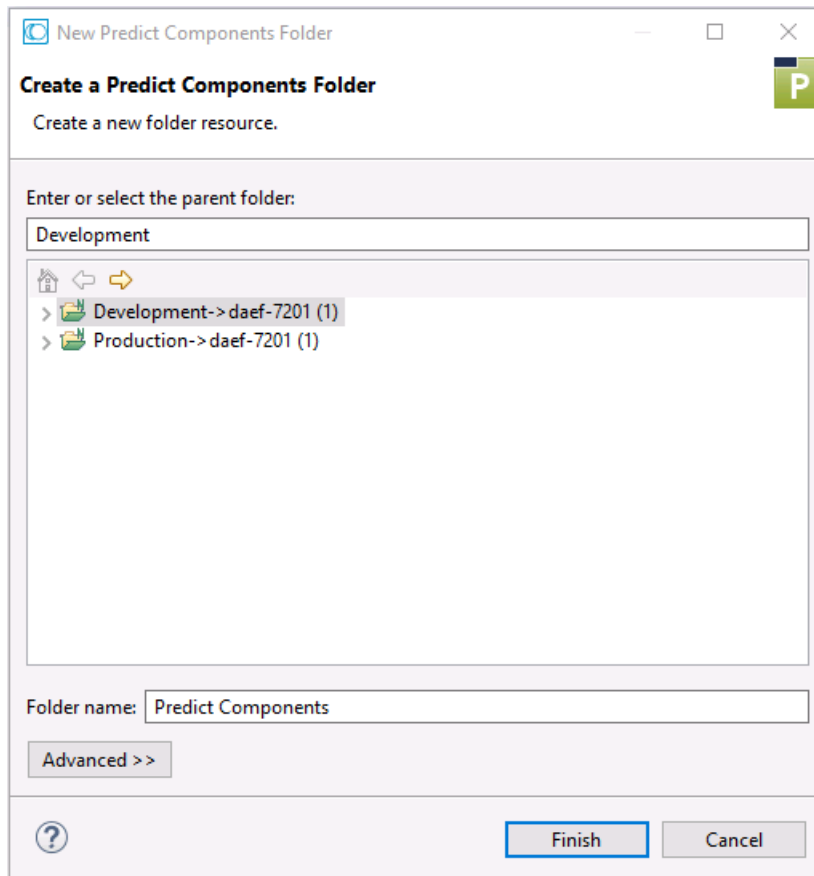 New Predict Components Folder
Create a Predict Components Folder
P
Create a new folder resource.
Enter or select the parent folder:
Development
Development->daef-7201 (1)
Production->daef-7201 (1)
Folder name: Predict Components
Advanced >>
? Finish Cancel